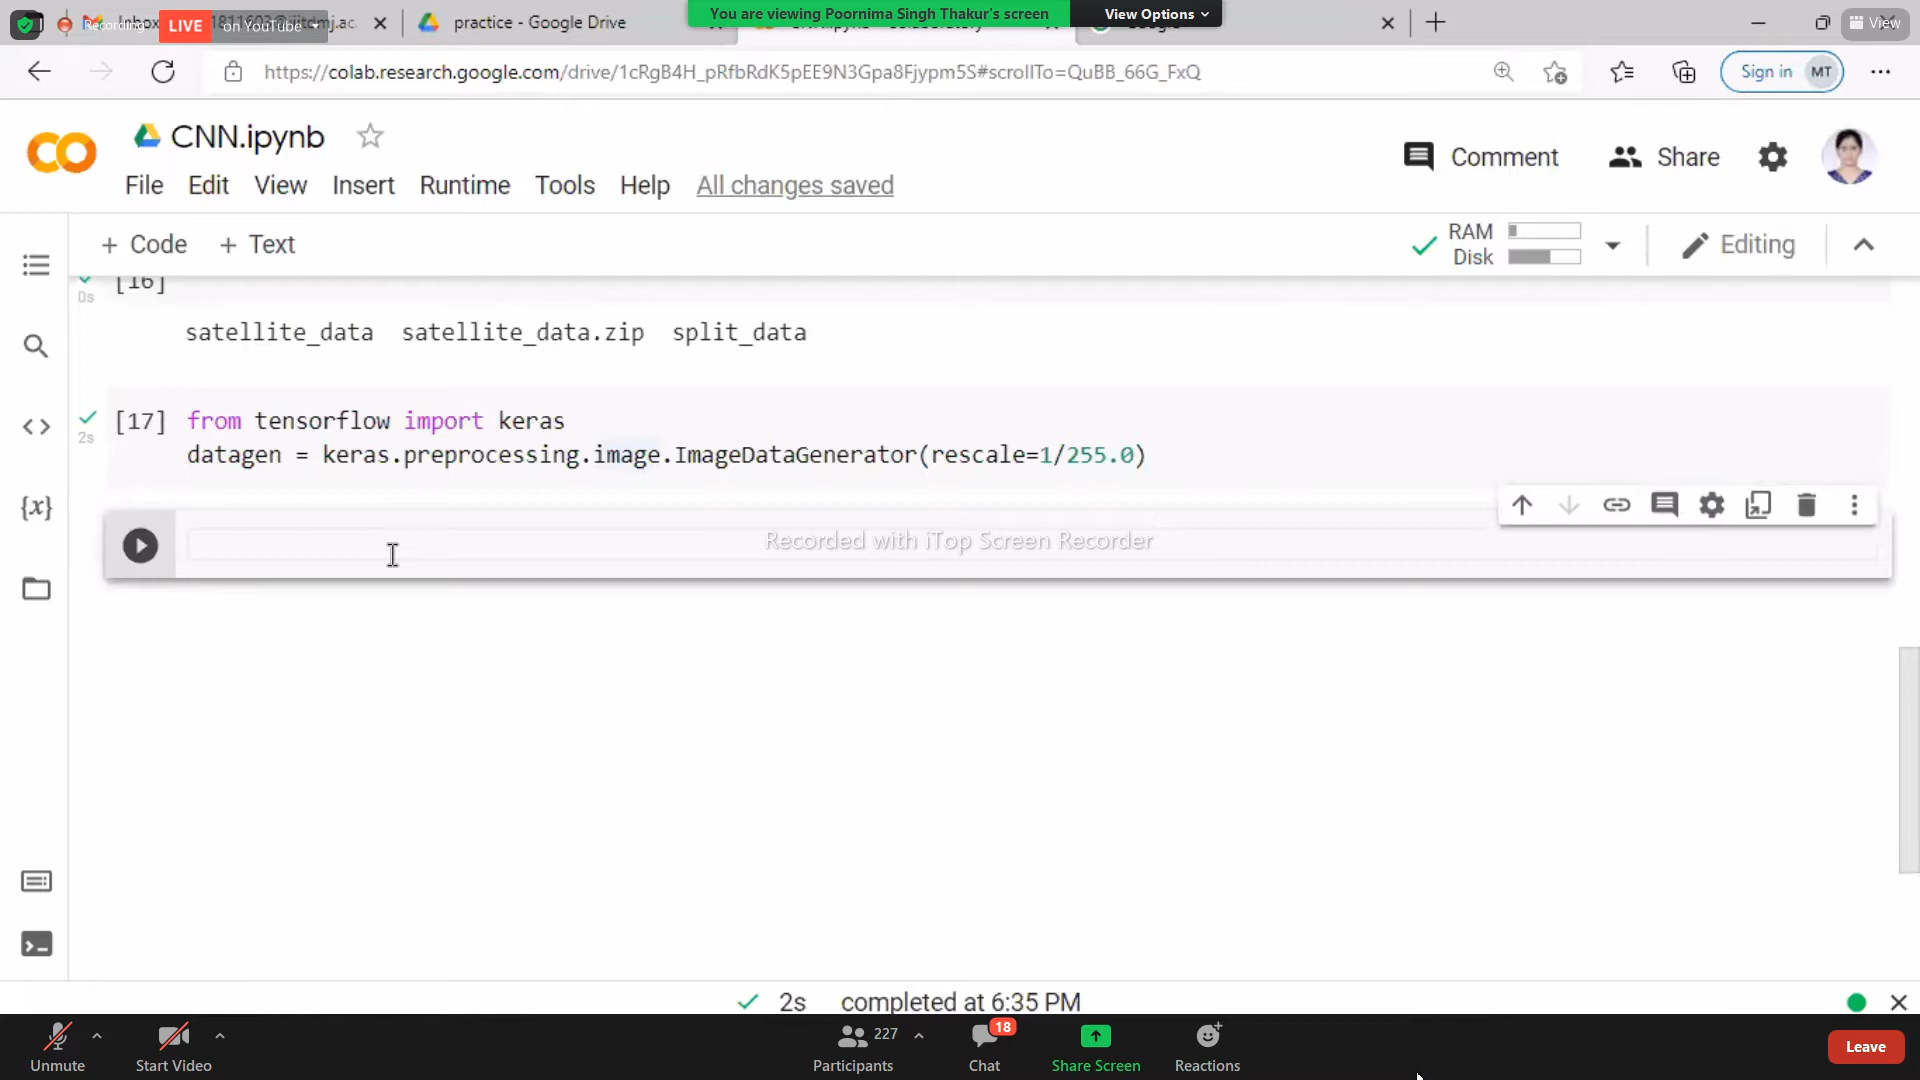 Recording
LIVE on YouTube
practice - Google Drive
You are viewing Poornima Singh Thakur's screen
View Options
View
https://colab.research.google.com/drive/1cRgB4H_pRfbRdK5pEE9N3Gpa8Fjypm5S#scrollTo=QuBB_66G_FxQ
Sign in MT
CNN.ipynb
Comment
Share
File Edit View Insert Runtime Tools Help All changes saved
+ Code + Text
RAM
Disk
Editing
[16]
0s
satellite_data satellite_data.zip split_data
[17] from tensorflow import keras
2s
datagen = keras.preprocessing.image.ImageDataGenerator(rescale=1/255.0)
Recorded with iTop Screen Recorder
{x}
2s completed at 6:35 PM
Unmute
Start Video
227
Participants
18
Chat
Share Screen
Reactions
Leave